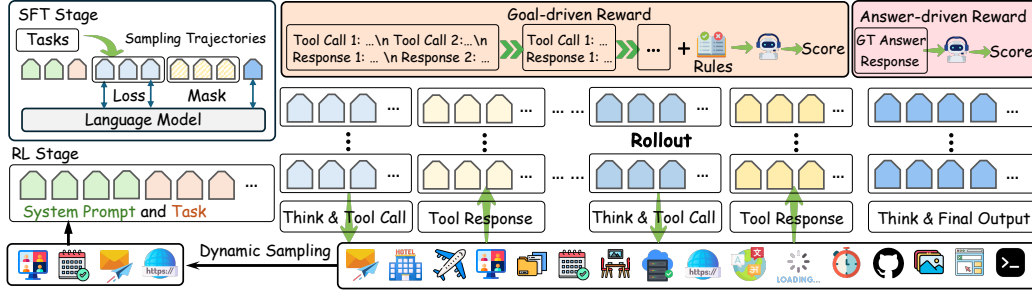 SFT Stage
Tasks
Sampling Trajectories
Loss
Mask
Language Model
Goal-driven Reward
Tool Call 1: ...\n Tool Call 2:...\n
Response 1: ...\n Response 2: ...
Tool Call 1: ...
Response 1: ...
...
+
Rules
Score
Answer-driven Reward
GT Answer
Response
Score
...
...
... ...
...
...
...
Rollout
RL Stage
...
System Prompt and Task
...
...
... ...
...
...
...
Think & Tool Call
Tool Response
Think & Tool Call
Tool Response
Think & Final Output
https://
Dynamic Sampling
HOTEL
https://
LOADING...
>_